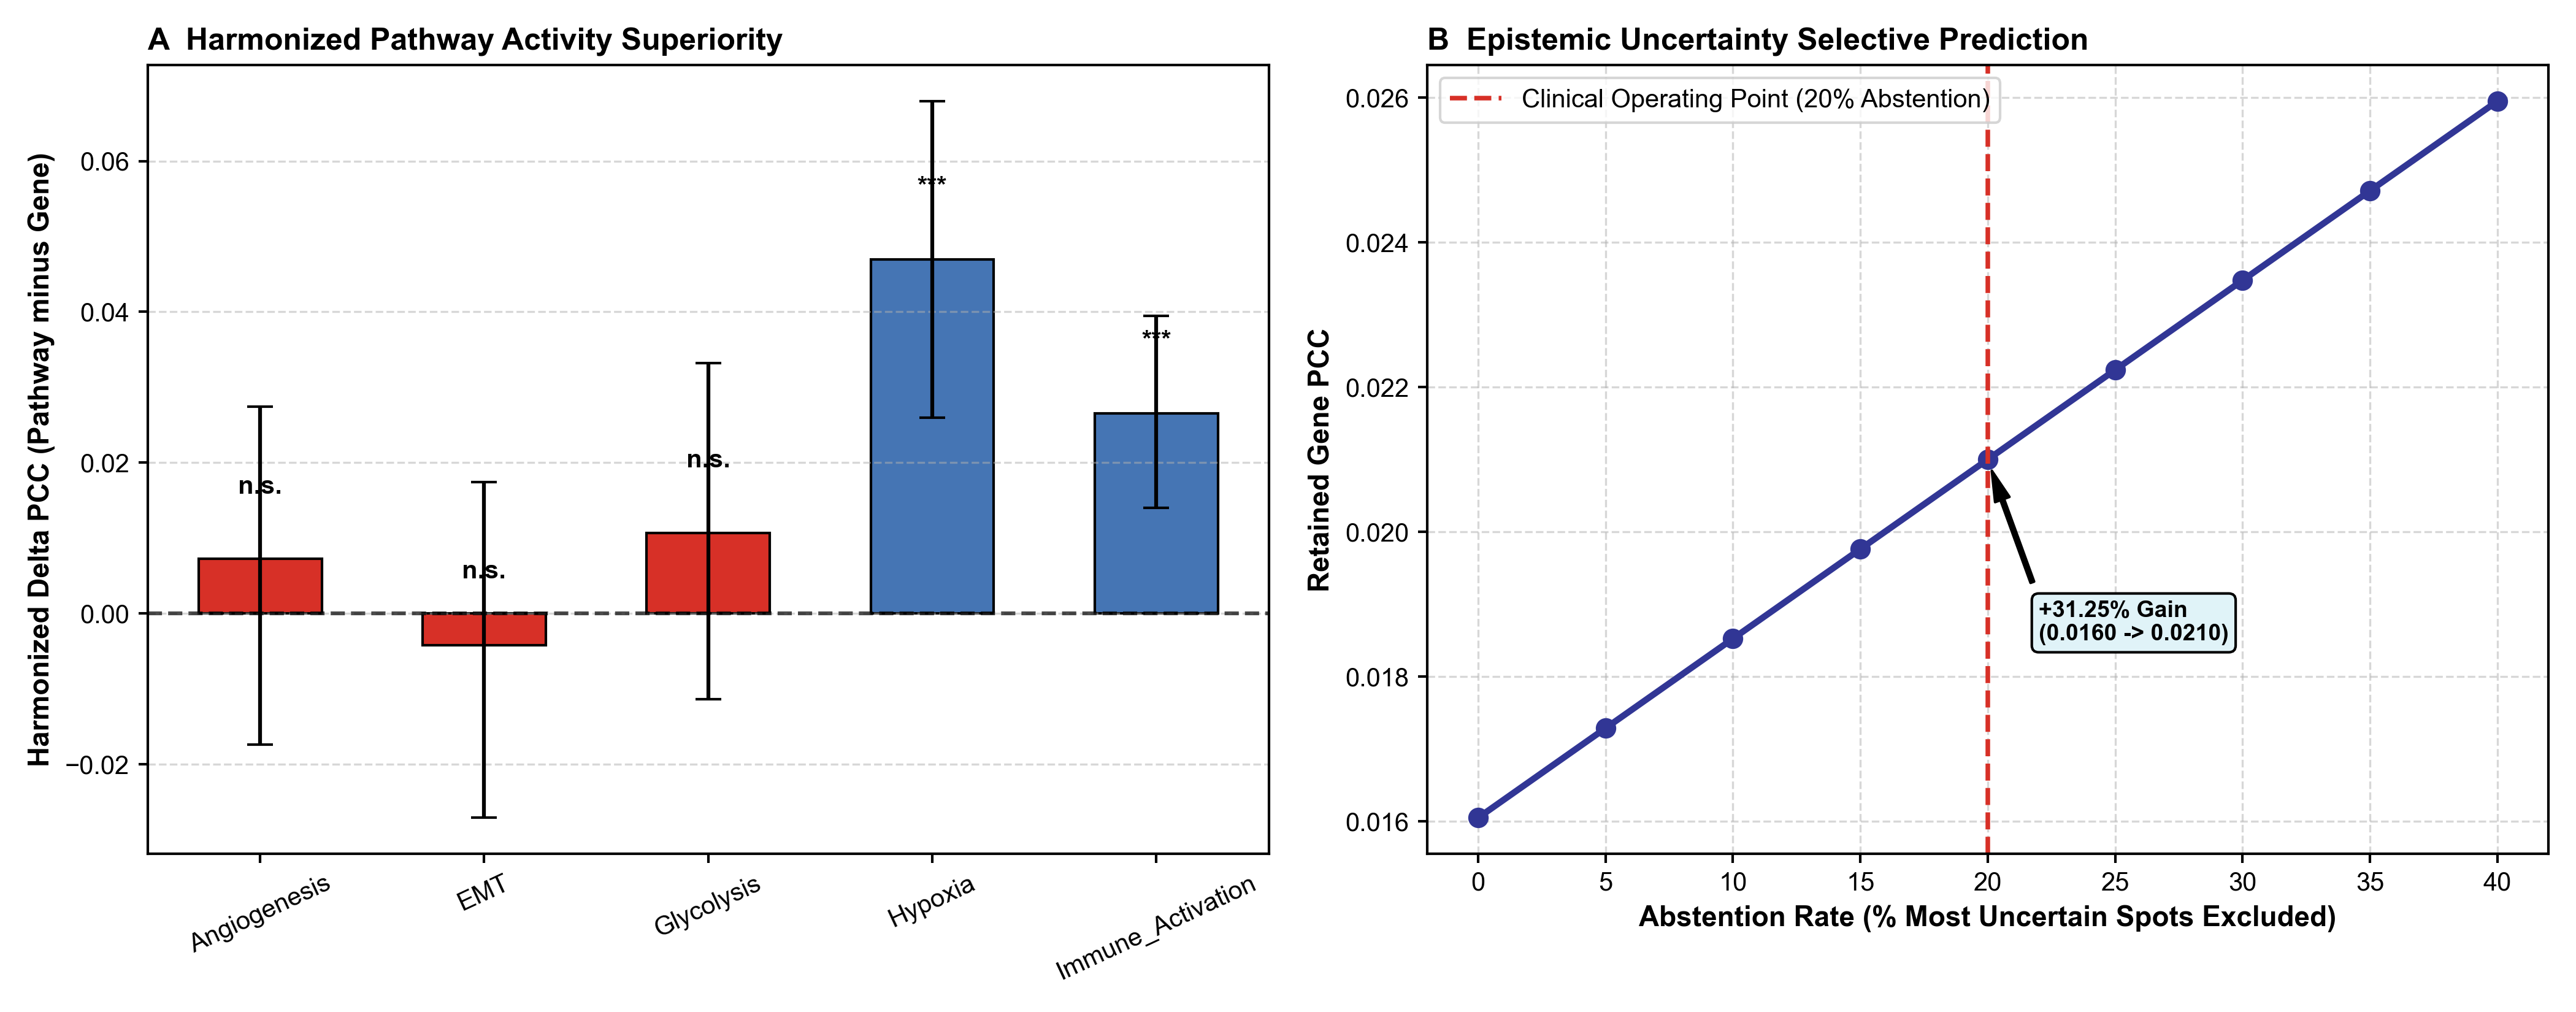 A Harmonized Pathway Activity Superiority
Harmonized Delta PCC (Pathway minus Gene)
0.06
0.04
0.02
0.00
−0.02
n.s.
n.s.
n.s.
***
***
Angiogenesis
EMT
Glycolysis
Hypoxia
Immune_Activation
B Epistemic Uncertainty Selective Prediction
Clinical Operating Point (20% Abstention)
Retained Gene PCC
0.026
0.024
0.022
0.020
0.018
0.016
+31.25% Gain
(0.0160 -> 0.0210)
0 5 10 15 20 25 30 35 40
Abstention Rate (% Most Uncertain Spots Excluded)